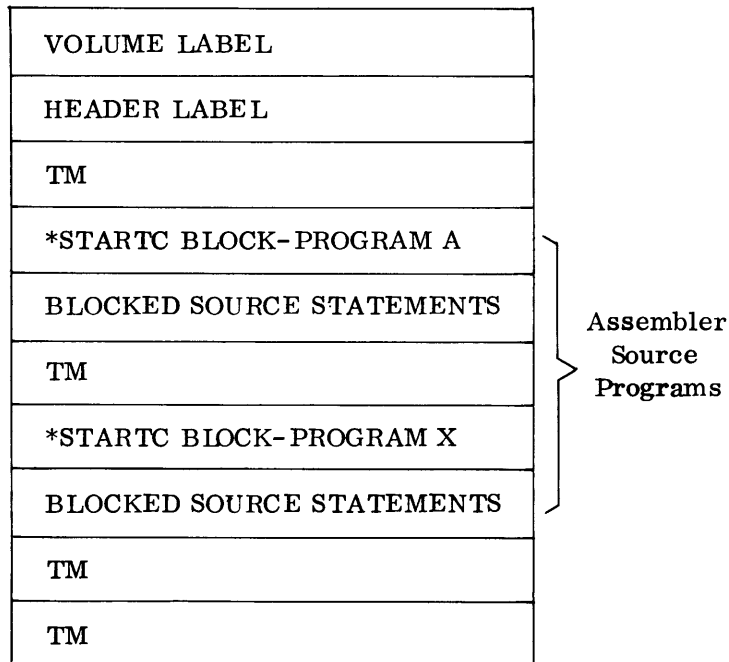 VOLUME LABEL
HEADER LABEL
TM
*STARTC BLOCK-PROGRAM A
BLOCKED SOURCE STATEMENTS
TM
*STARTC BLOCK-PROGRAM X
BLOCKED SOURCE STATEMENTS
TM
TM
Assembler
Source
Programs